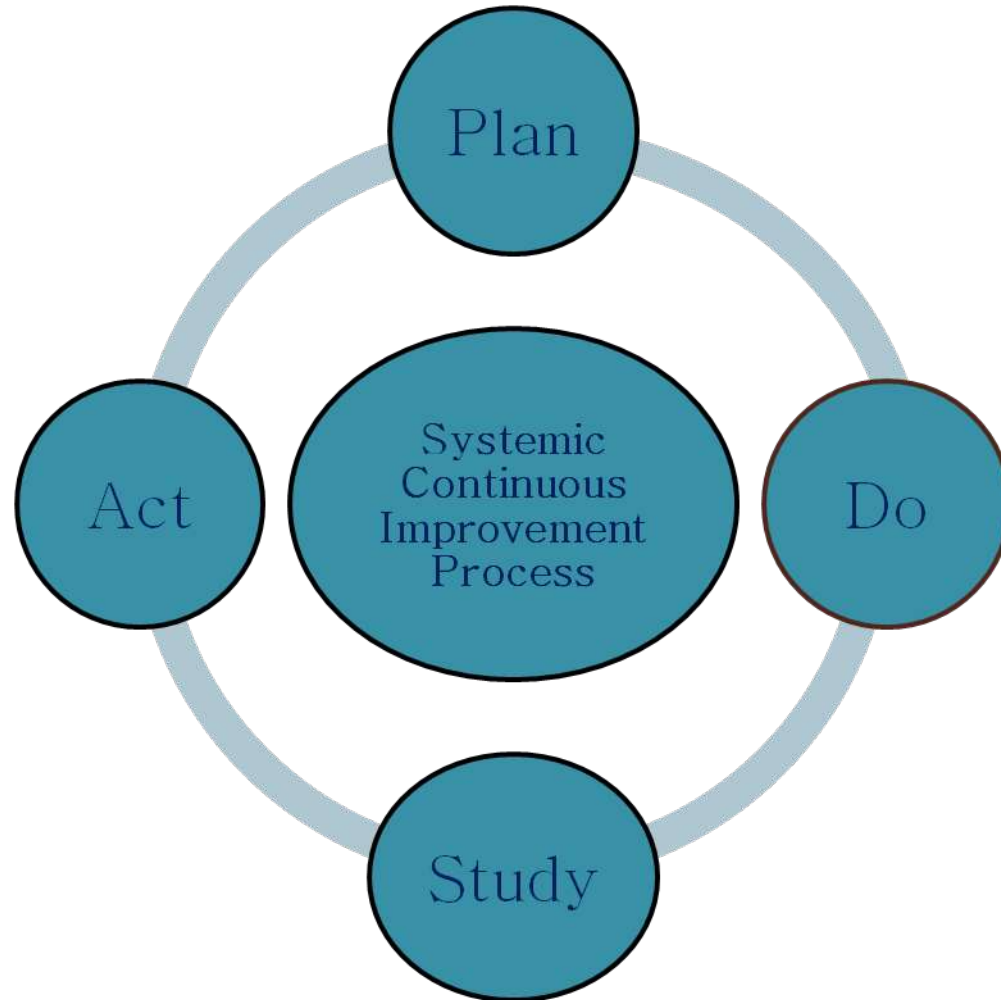 Plan
Act
Systemic
Continuous
Improvement
Process
Do
Study